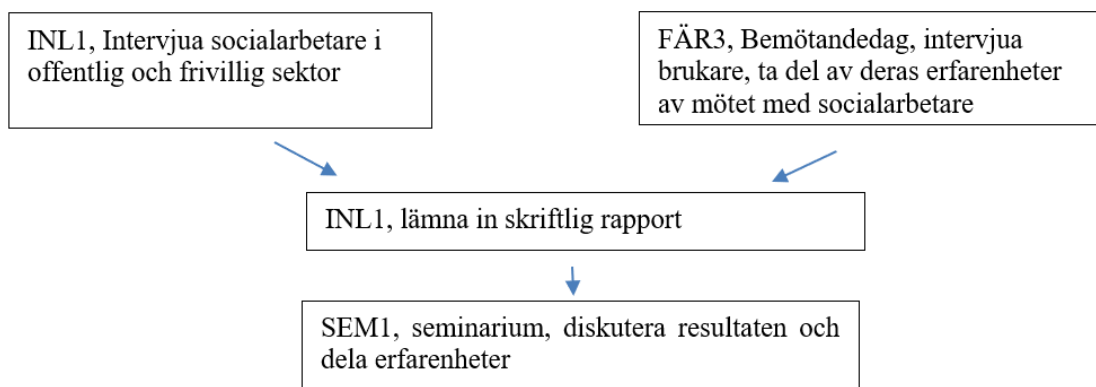 INL1, Intervjua socialarbetare i
offentlig och frivillig sektor
FÄR3, Bemötandedag, intervjua
brukare, ta del av deras erfarenheter
av mötet med socialarbetare
INL1, lämna in skriftlig rapport
SEM1, seminarium, diskutera resultaten och
dela erfarenheter